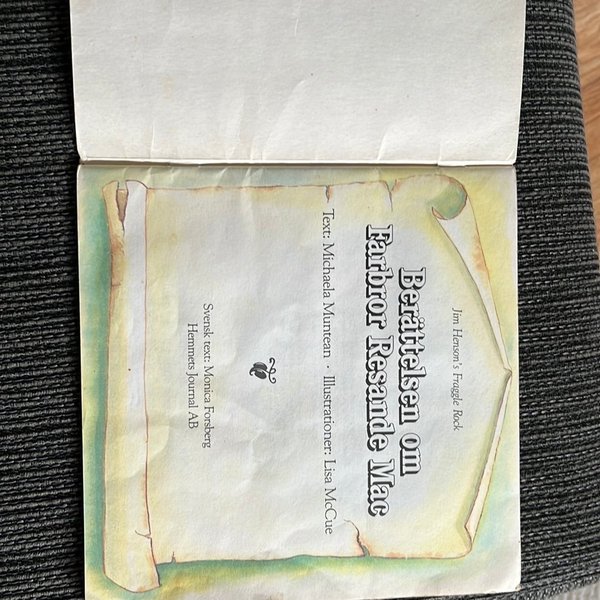 Jim Henson's Fraggle Rock
Berättelsen om
Farbror Resande Mac
Text: Michaela Muntean · Illustrationer: Lisa McCue
Svensk text: Monica Forsberg
Hemmets Journal AB